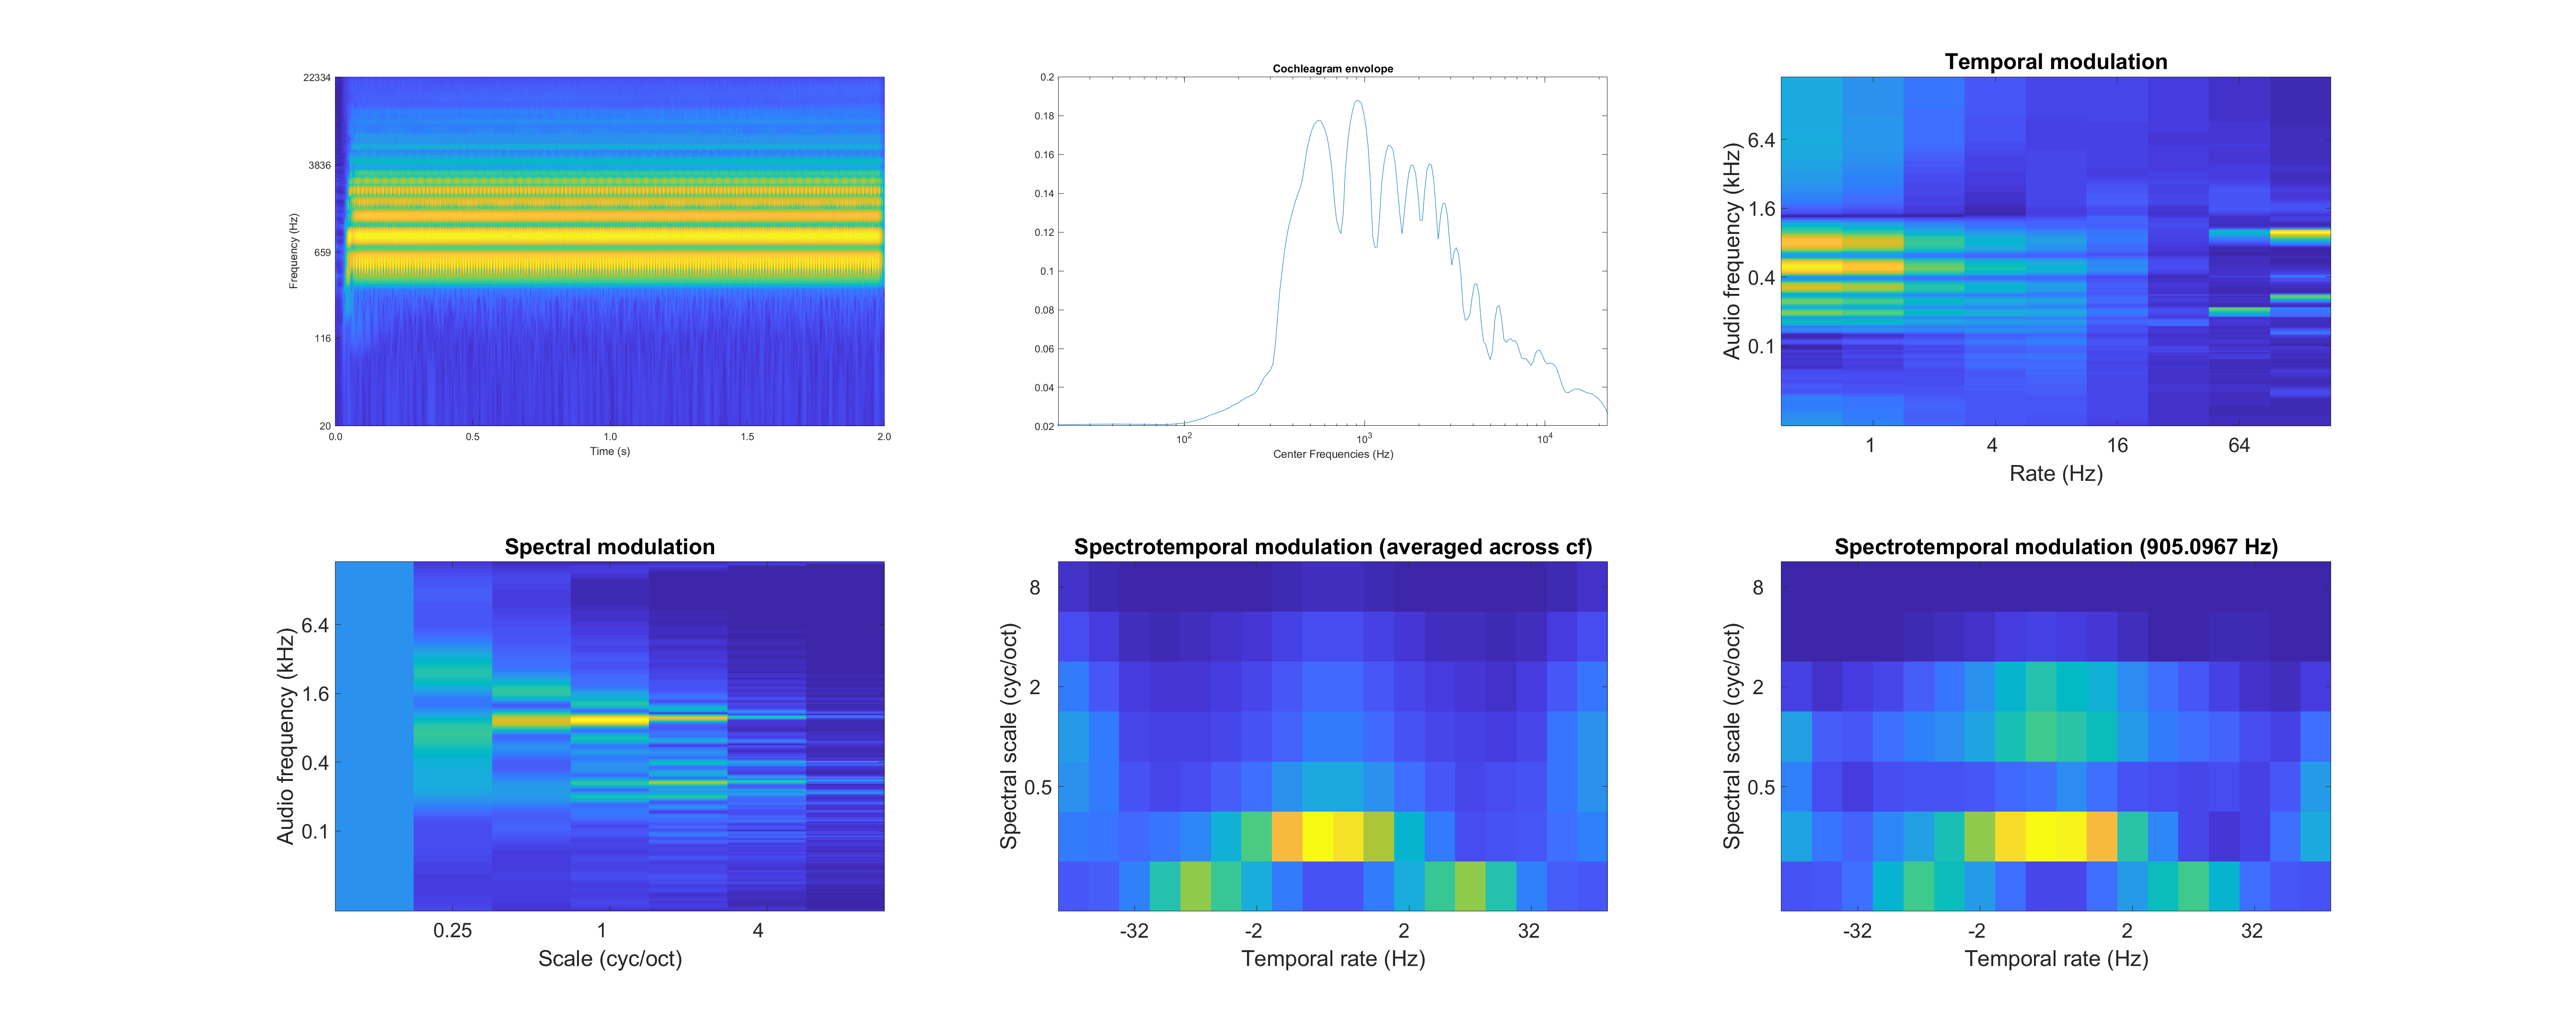 22334
3836
659
116
20
Frequency (Hz)
0.0 0.5 1.0 1.5 2.0
Time (s)
Cochleagram envolope
0.2
0.18
0.16
0.14
0.12
0.1
0.08
0.06
0.04
0.02
10² 10³ 10⁴
Center Frequencies (Hz)
Temporal modulation
6.4
1.6
0.4
0.1
Audio frequency (kHz)
1 4 16 64
Rate (Hz)
Spectral modulation
6.4
1.6
0.4
0.1
Audio frequency (kHz)
0.25 1 4
Scale (cyc/oct)
Spectrotemporal modulation (averaged across cf)
8
2
0.5
Spectral scale (cyc/oct)
-32 -2 2 32
Temporal rate (Hz)
Spectrotemporal modulation (905.0967 Hz)
8
2
0.5
Spectral scale (cyc/oct)
-32 -2 2 32
Temporal rate (Hz)